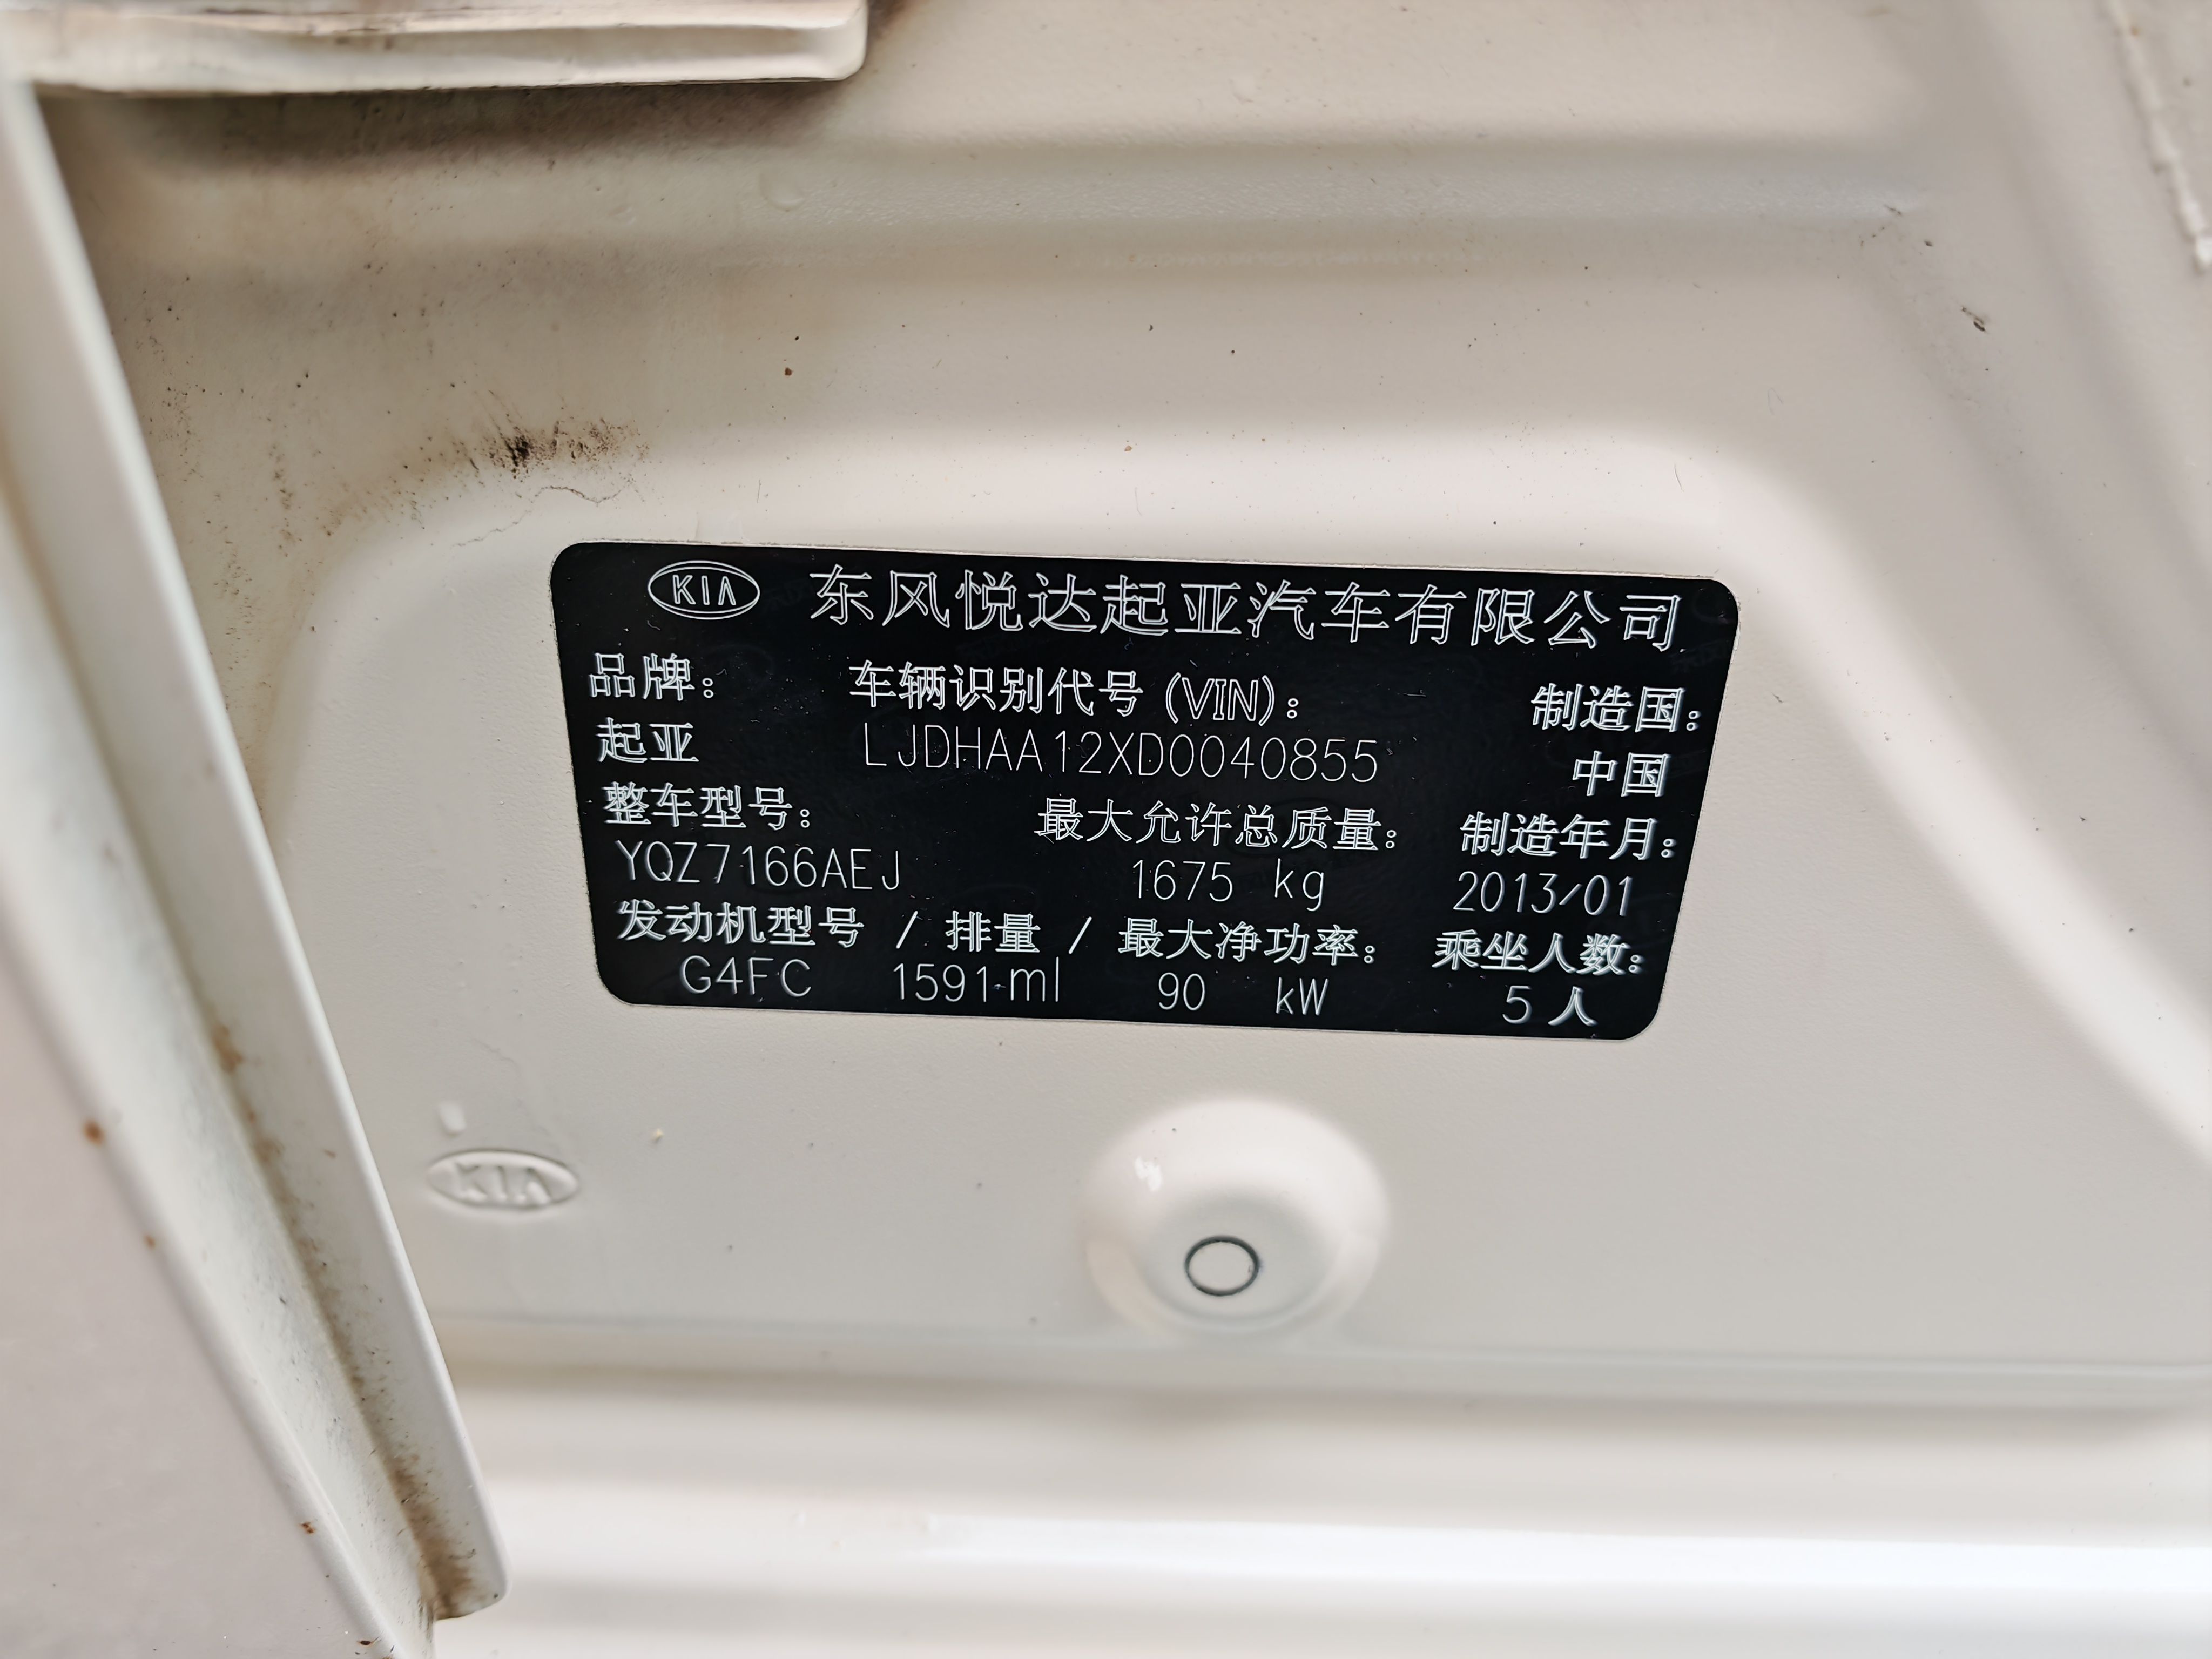 KIA 东风悦达起亚汽车有限公司
品牌: 车辆识别代号 (VIN): 制造国:
起亚 LJDHAA12XD0040855 中国
整车型号: 最大允许总质量: 制造年月:
YQZ7166AEJ 1675 kg 2013/01
发动机型号 / 排量 / 最大净功率: 乘坐人数:
G4FC 1591 ml 90 kW 5 人
KIA